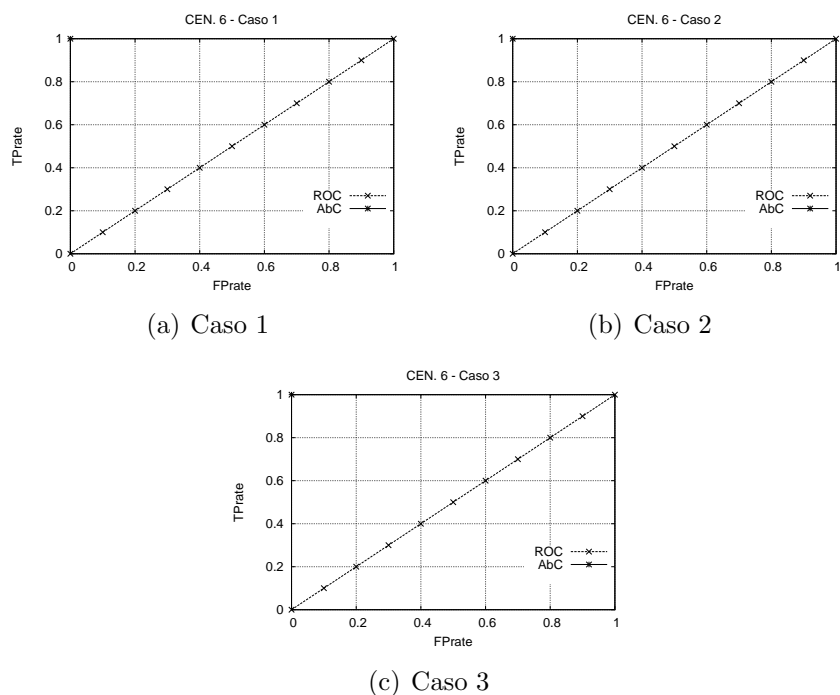 CEN. 6 - Caso 1
1
0.8
0.6
0.4
0.2
0
TPrate
ROC
AbC
0 0.2 0.4 0.6 0.8 1
FPrate
(a) Caso 1
CEN. 6 - Caso 2
1
0.8
0.6
0.4
0.2
0
TPrate
ROC
AbC
0 0.2 0.4 0.6 0.8 1
FPrate
(b) Caso 2
CEN. 6 - Caso 3
1
0.8
0.6
0.4
0.2
0
TPrate
ROC
AbC
0 0.2 0.4 0.6 0.8 1
FPrate
(c) Caso 3